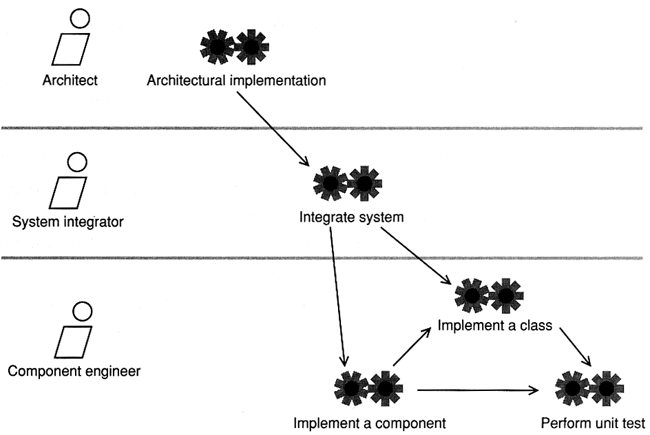 Architect
Architectural implementation
System integrator
Integrate system
Implement a class
Component engineer
Implement a component
Perform unit test